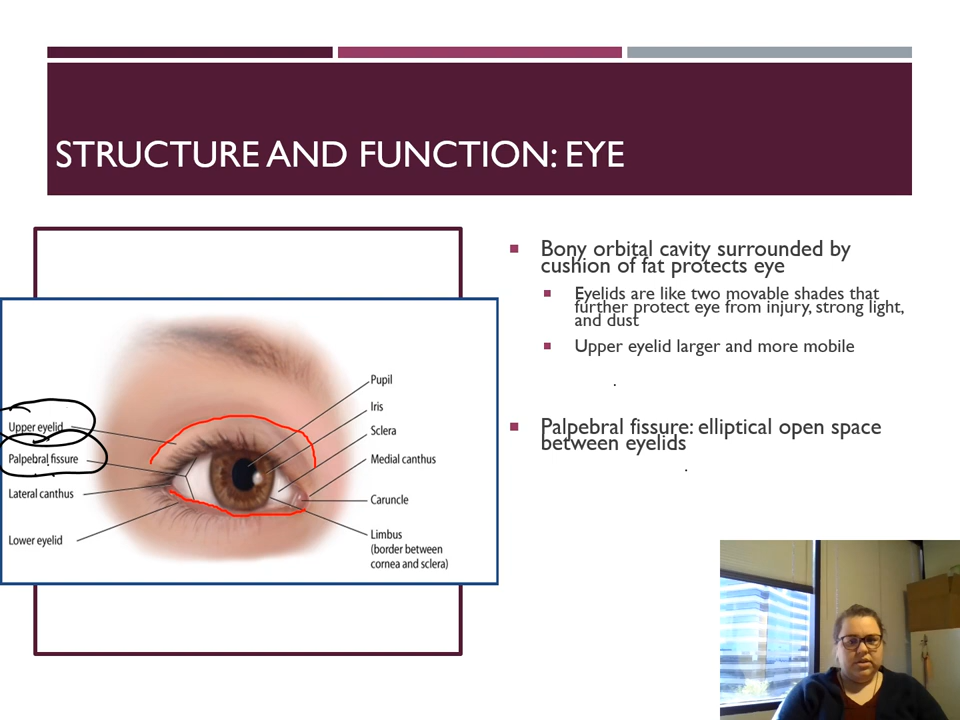 STRUCTURE AND FUNCTION: EYE
Bony orbital cavity surrounded by
cushion of fat protects eye
Eyelids are like two movable shades that
further protect eye from injury, strong light,
and dust
Upper eyelid larger and more mobile
Palpebral fissure: elliptical open space
between eyelids
Upper eyelid
Palpebral fissure
Lateral canthus
Lower eyelid
Pupil
Iris
Sclera
Medial canthus
Caruncle
Limbus
(border between
cornea and sclera)